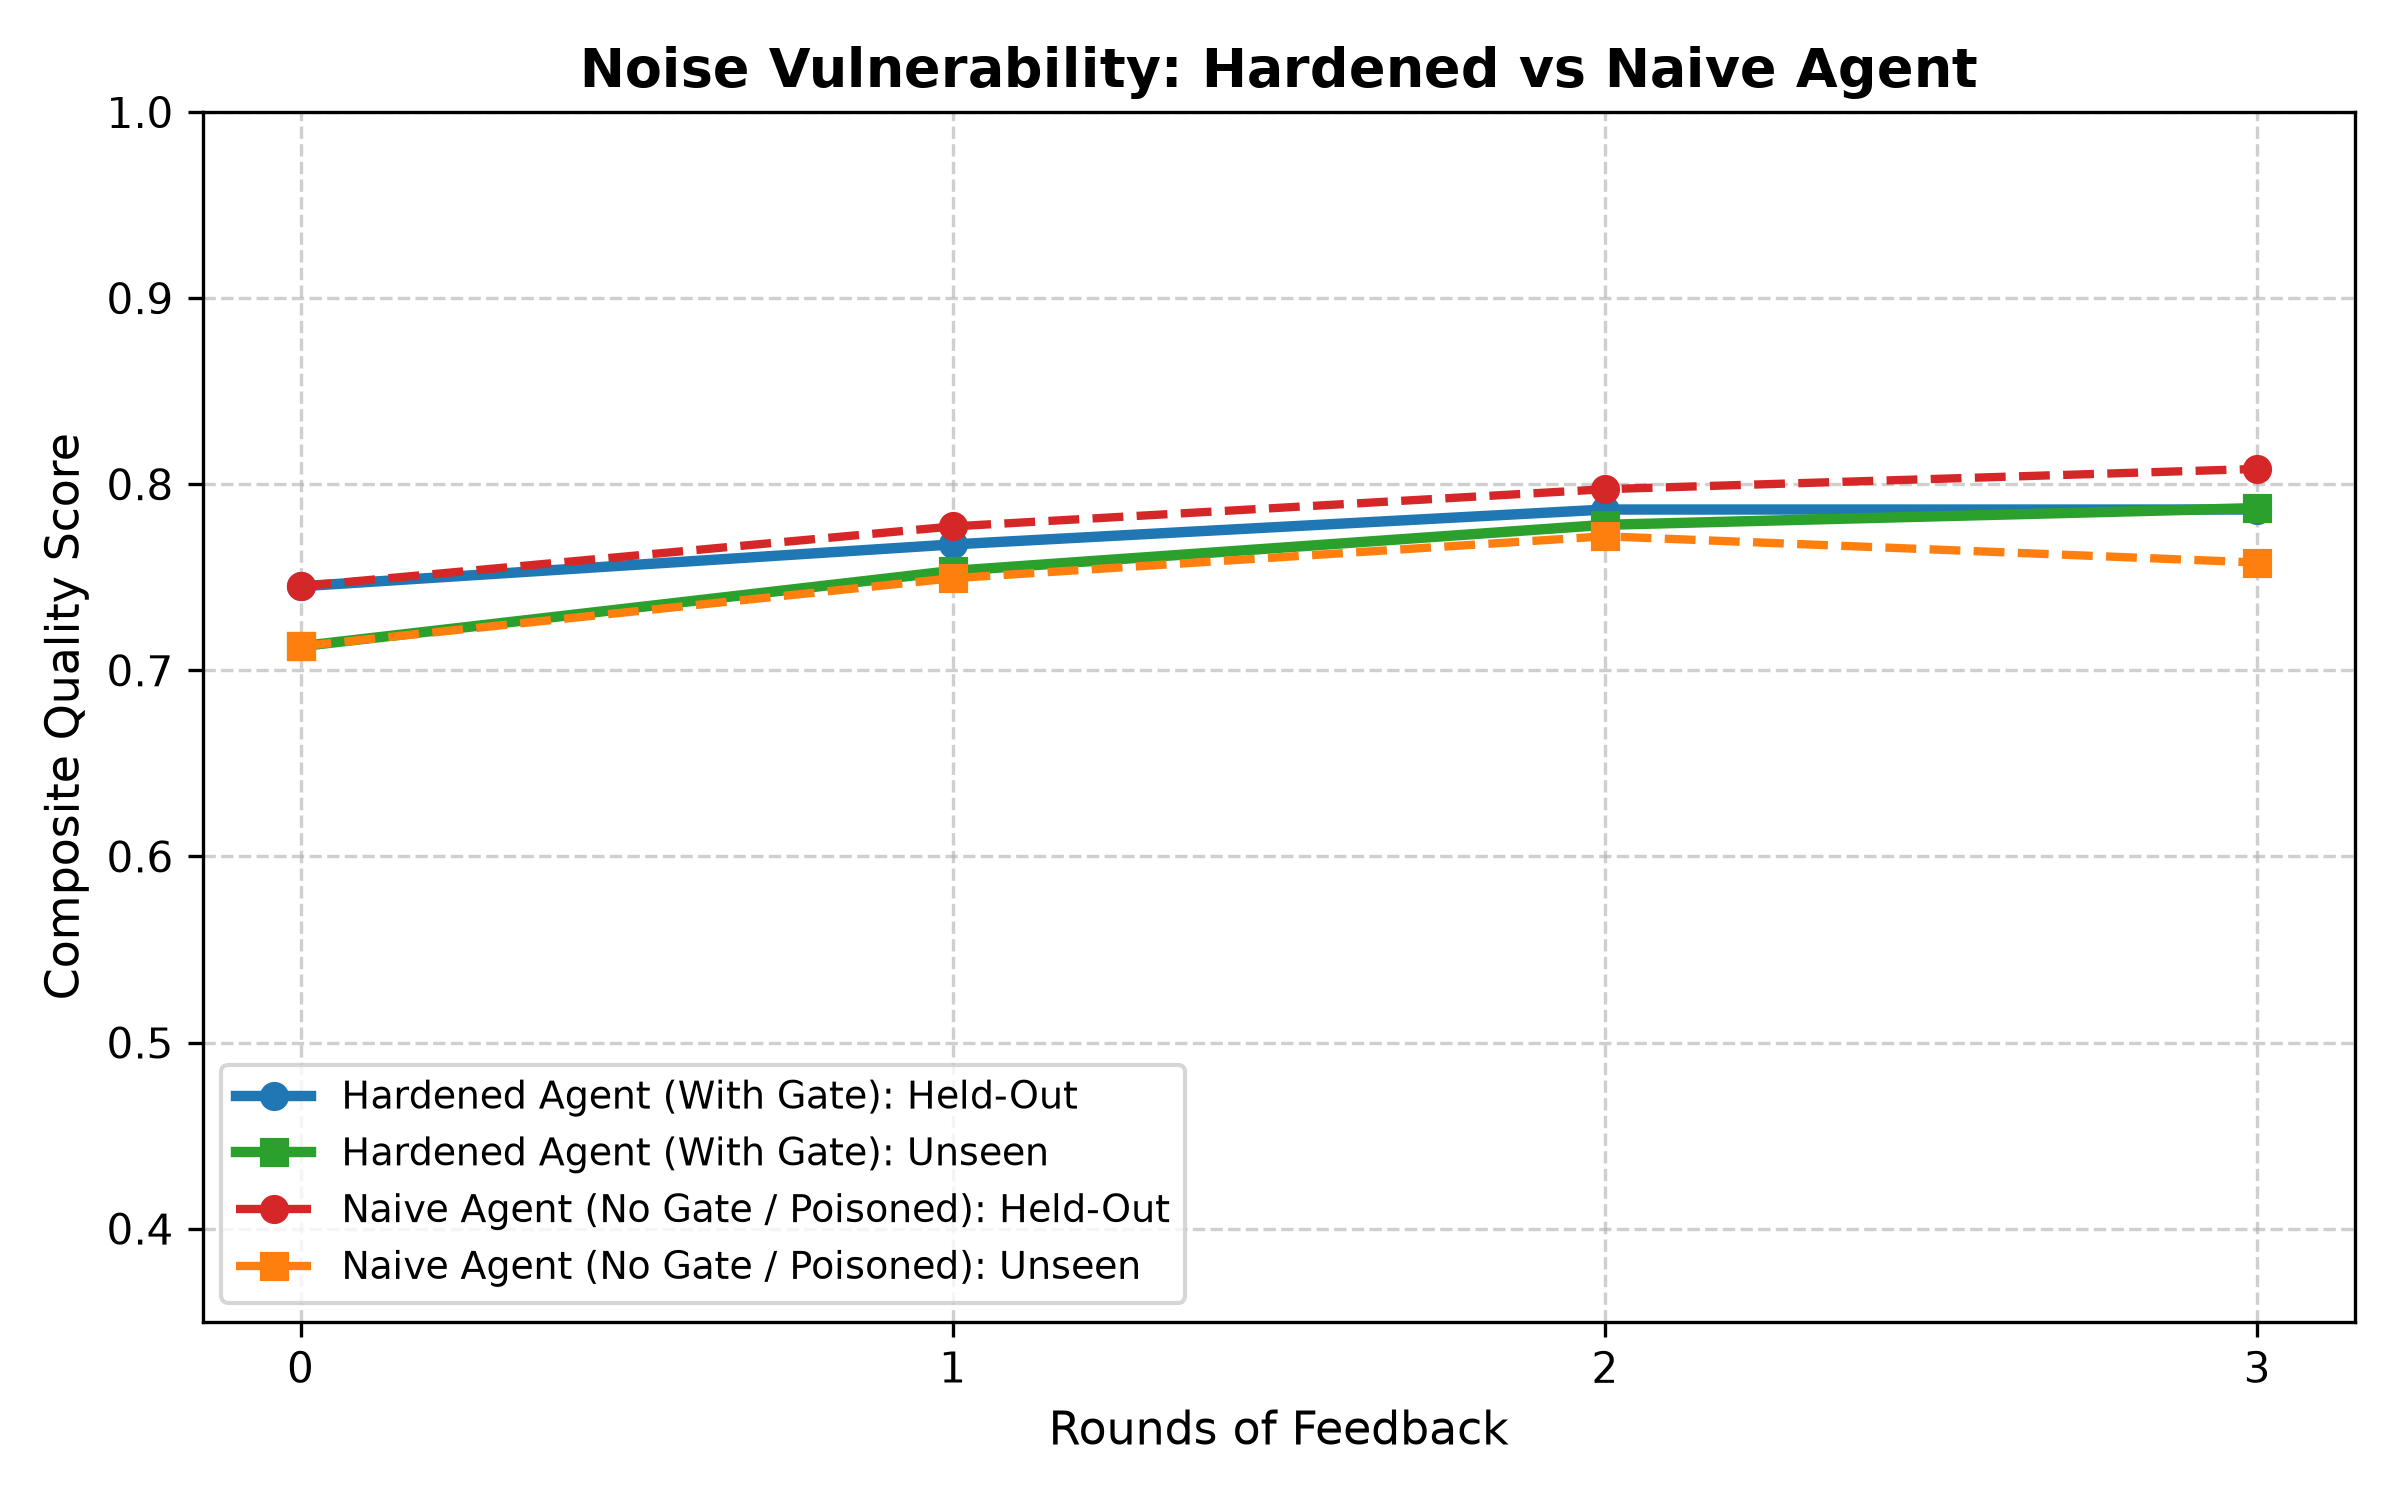 Noise Vulnerability: Hardened vs Naive Agent
1.0
0.9
0.8
0.7
0.6
0.5
0.4
Composite Quality Score
Hardened Agent (With Gate): Held-Out
Hardened Agent (With Gate): Unseen
Naive Agent (No Gate / Poisoned): Held-Out
Naive Agent (No Gate / Poisoned): Unseen
0 1 2 3
Rounds of Feedback